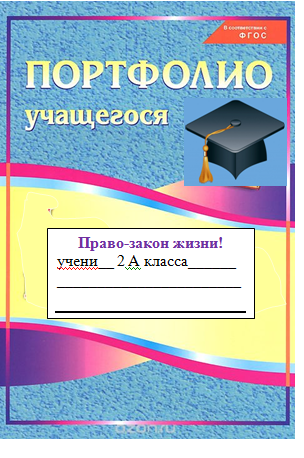 В соответствии с
ФГОС
ПОРТФОЛИО
учащегося
Право-закон жизни!
учени__ 2 А класса______